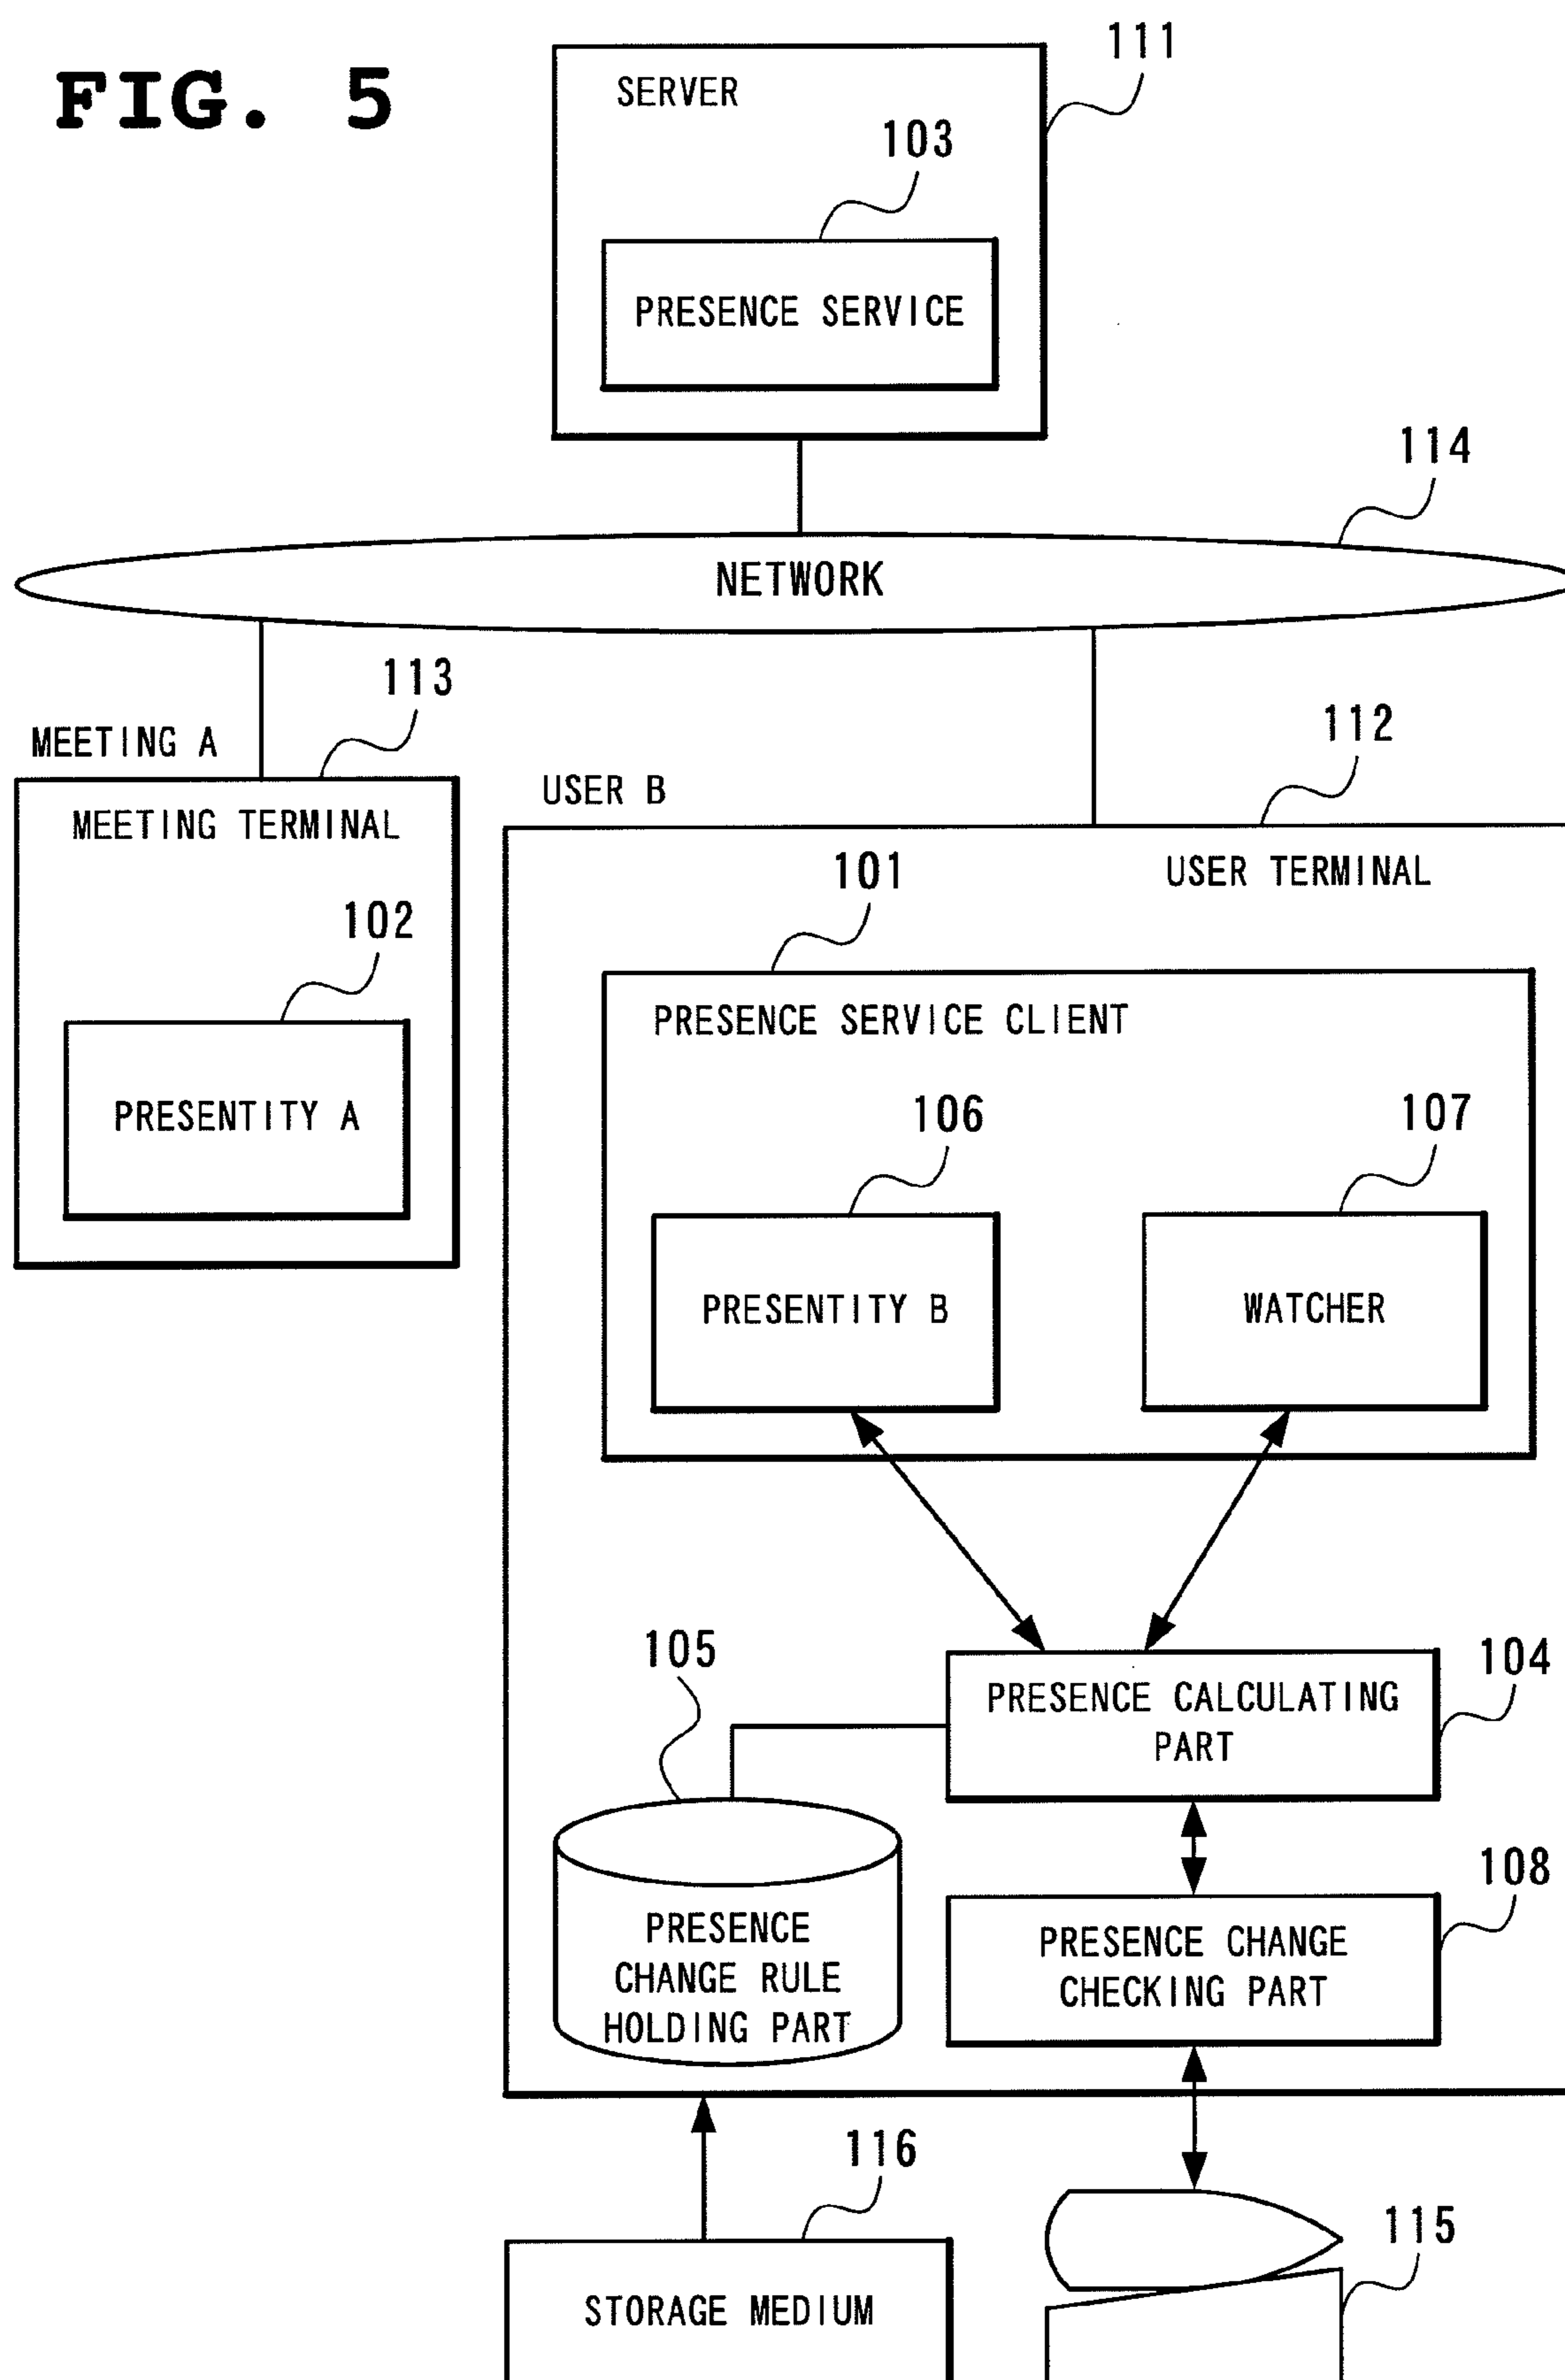 FIG. 5
111
SERVER
103
PRESENCE SERVICE
114
NETWORK
113
MEETING A
112
USER B
MEETING TERMINAL
101
USER TERMINAL
102
PRESENCE SERVICE CLIENT
PRESENTITY A
106
107
PRESENTITY B
WATCHER
105
104
PRESENCE CALCULATING
PART
108
PRESENCE
CHANGE RULE
HOLDING PART
PRESENCE CHANGE
CHECKING PART
116
115
STORAGE MEDIUM